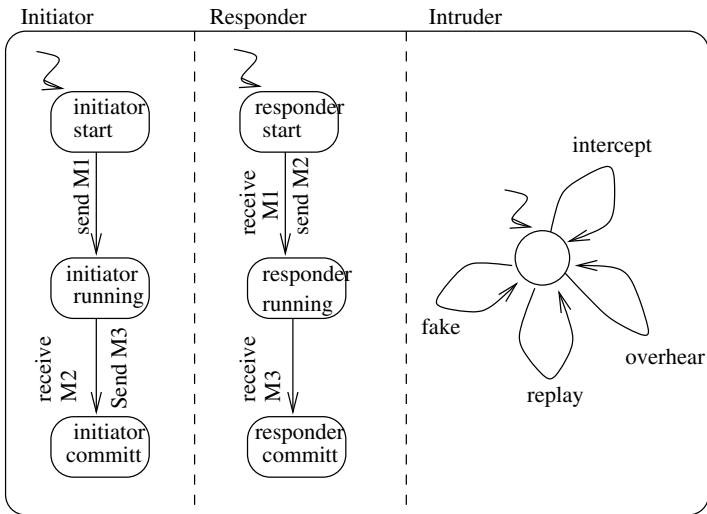 Initiator
Responder
Intruder
initiator
start
send M1
initiator
running
receive
M2
Send M3
initiator
committ
responder
start
receive
M1
send M2
responder
running
receive
M3
responder
committ
intercept
fake
overhear
replay